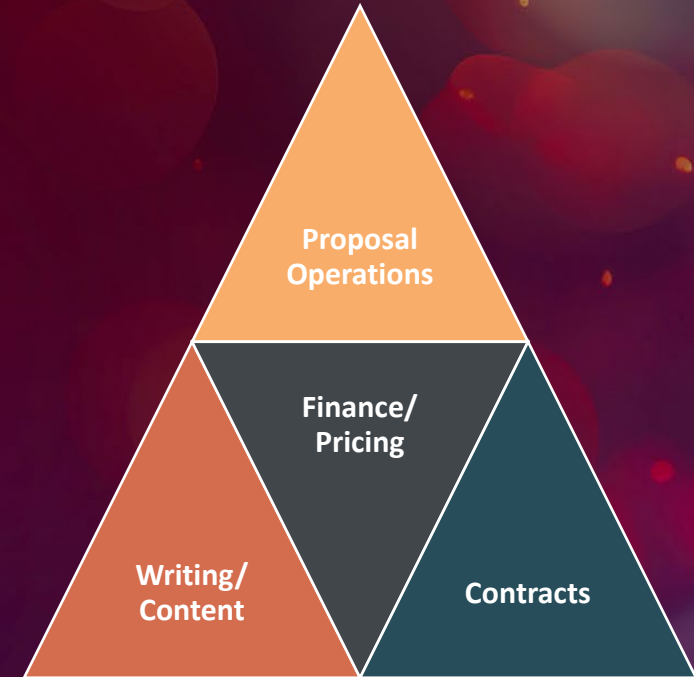 Proposal
Operations
Finance/
Pricing
Writing/
Content
Contracts